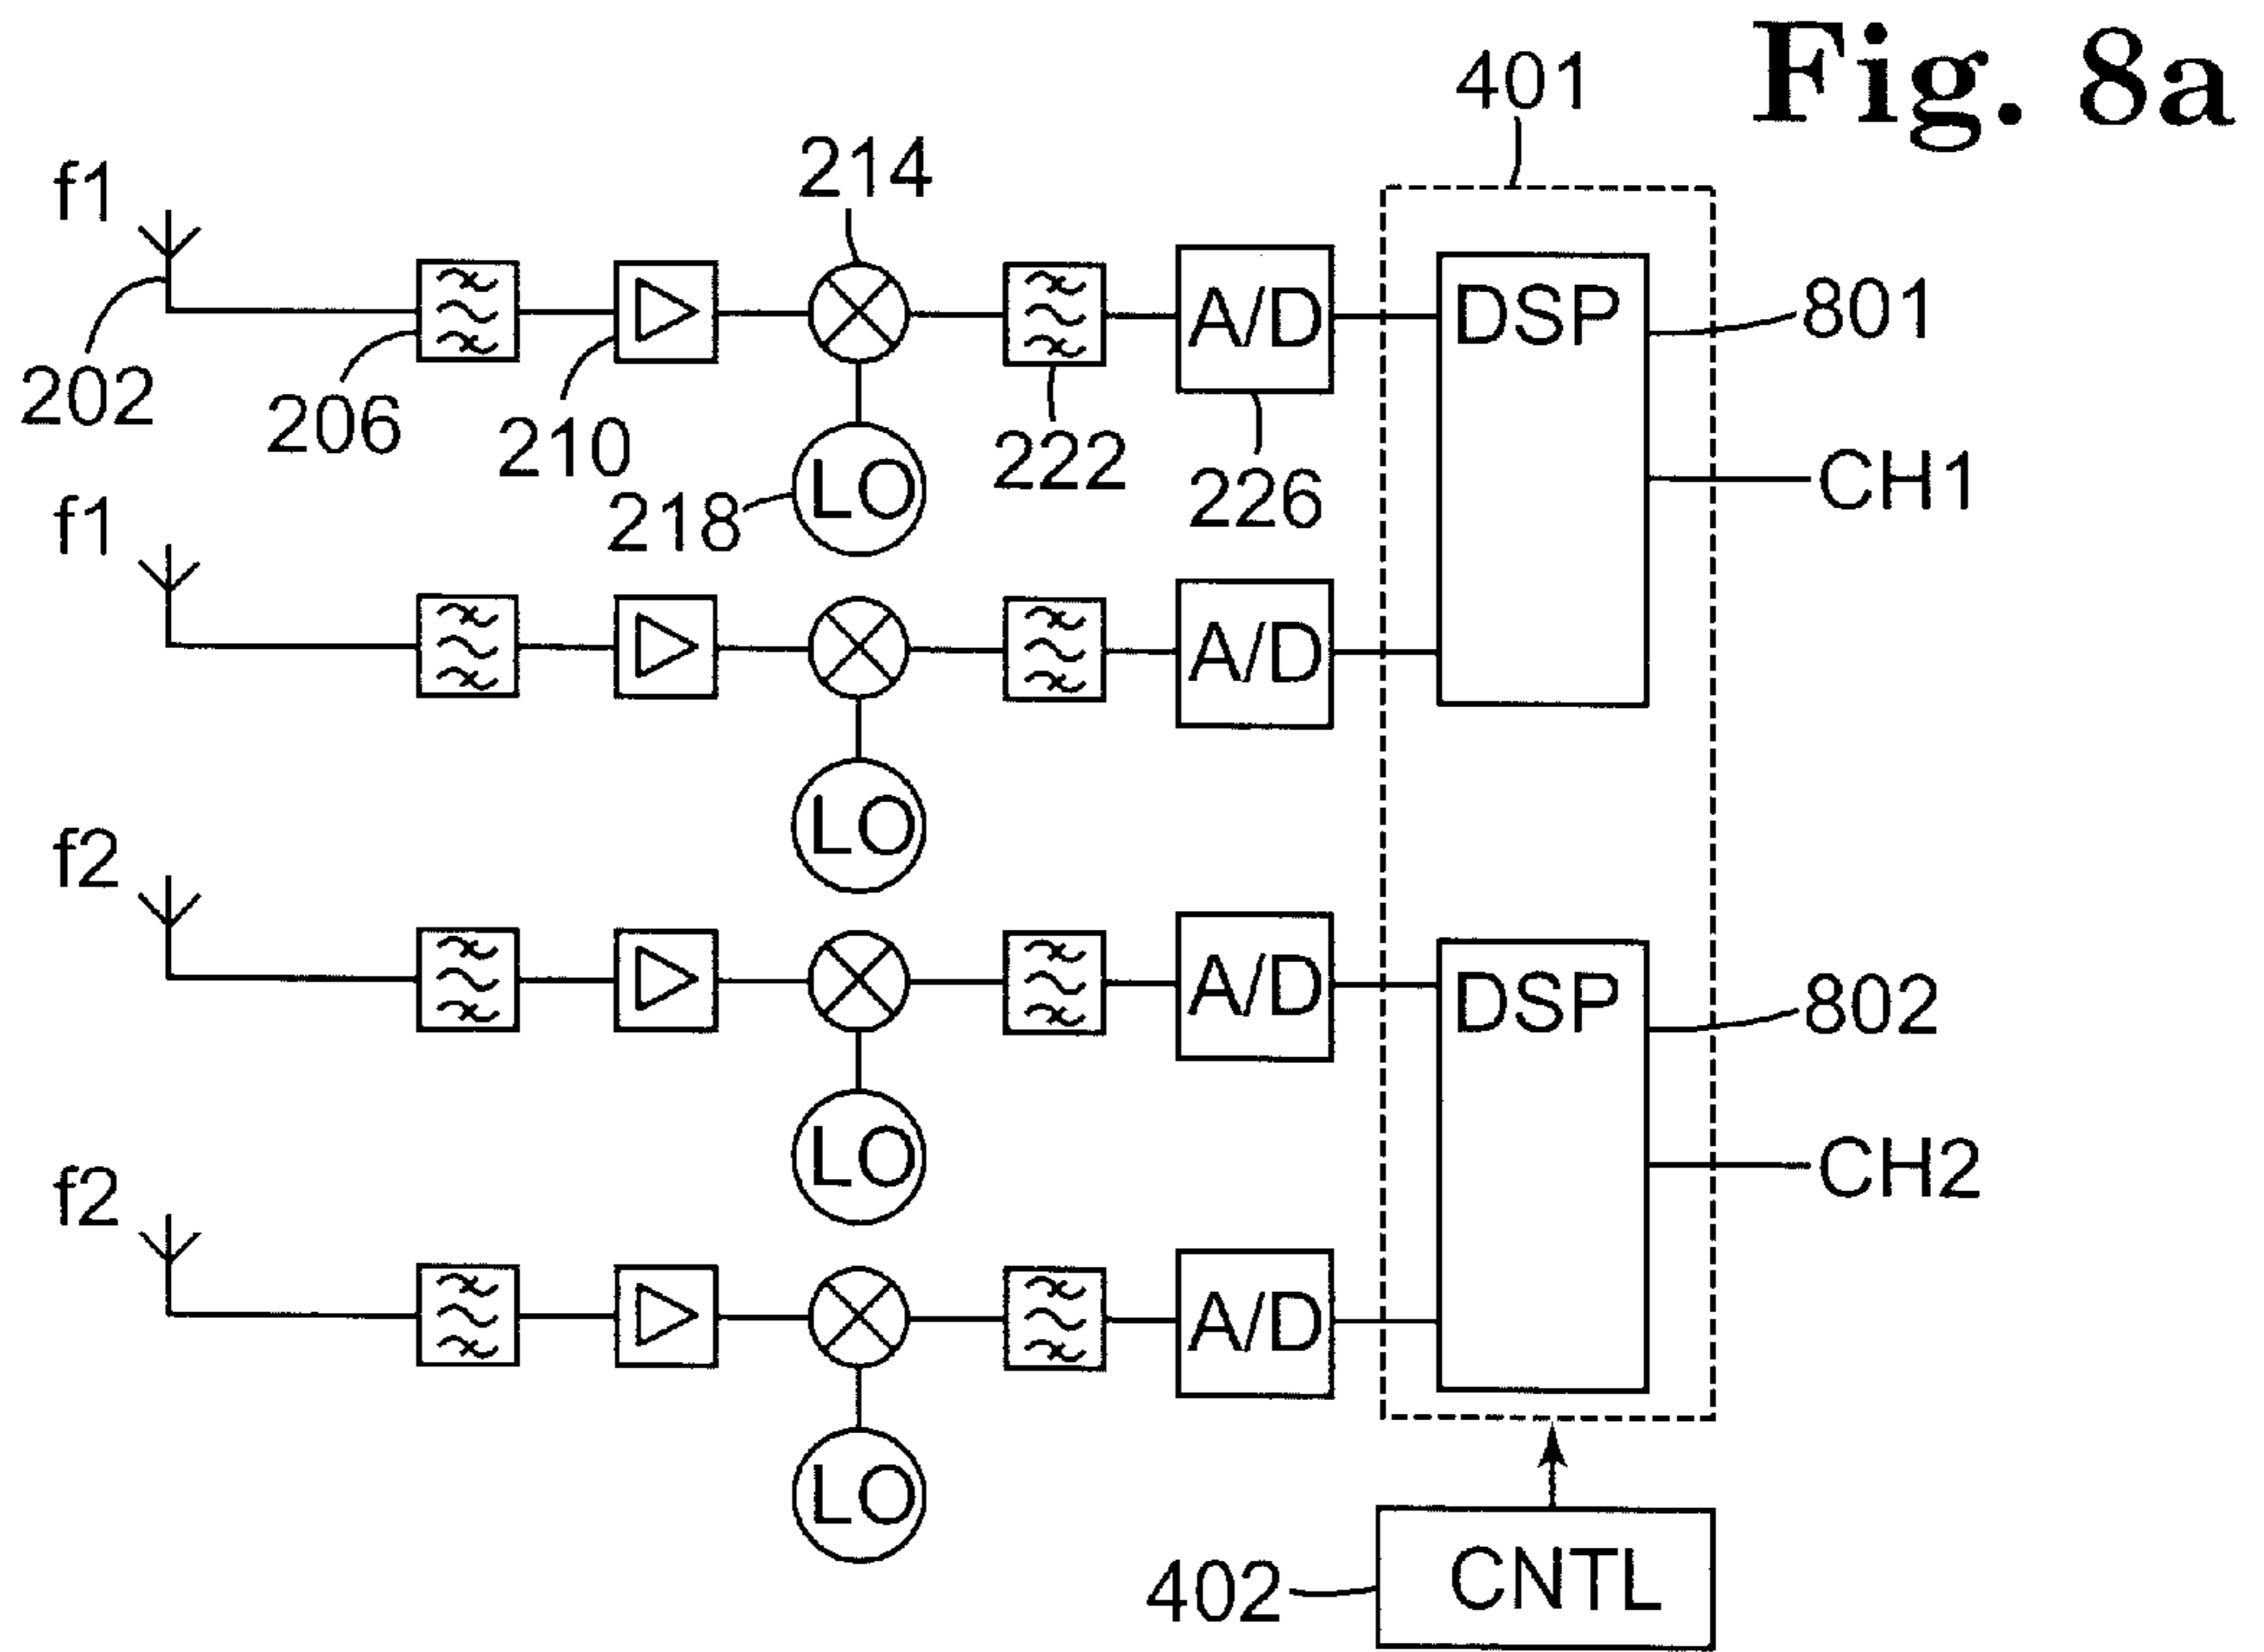 Fig. 8a
401
214
f1
DSP
801
A/D
202
206
210
222
226
CH1
218
LO
f1
A/D
LO
f2
A/D
DSP
802
LO
CH2
f2
A/D
LO
402
CNTL